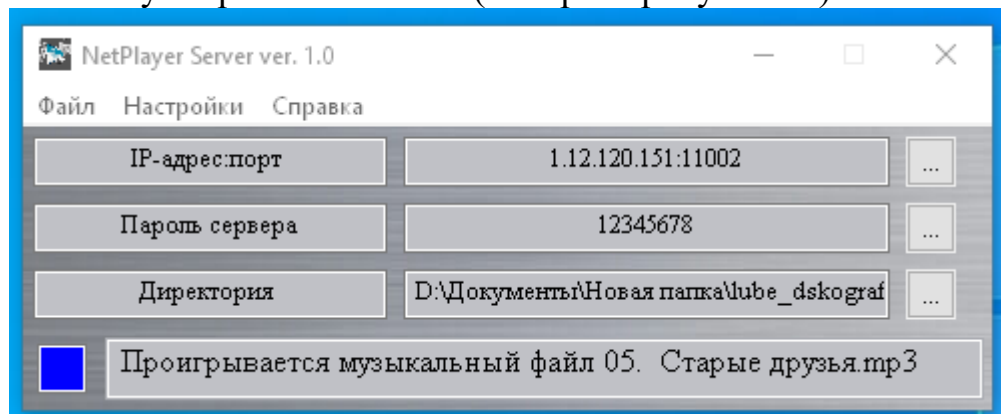 NetPlayer Server ver. 1.0
Файл Настройки Справка
IP-адрес:порт 1.12.120.151:11002 ...
Пароль сервера 12345678 ...
Директория D:\Документы\Новая папка\lube_dskograf ...
Проигрывается музыкальный файл 05. Старые друзья.mp3